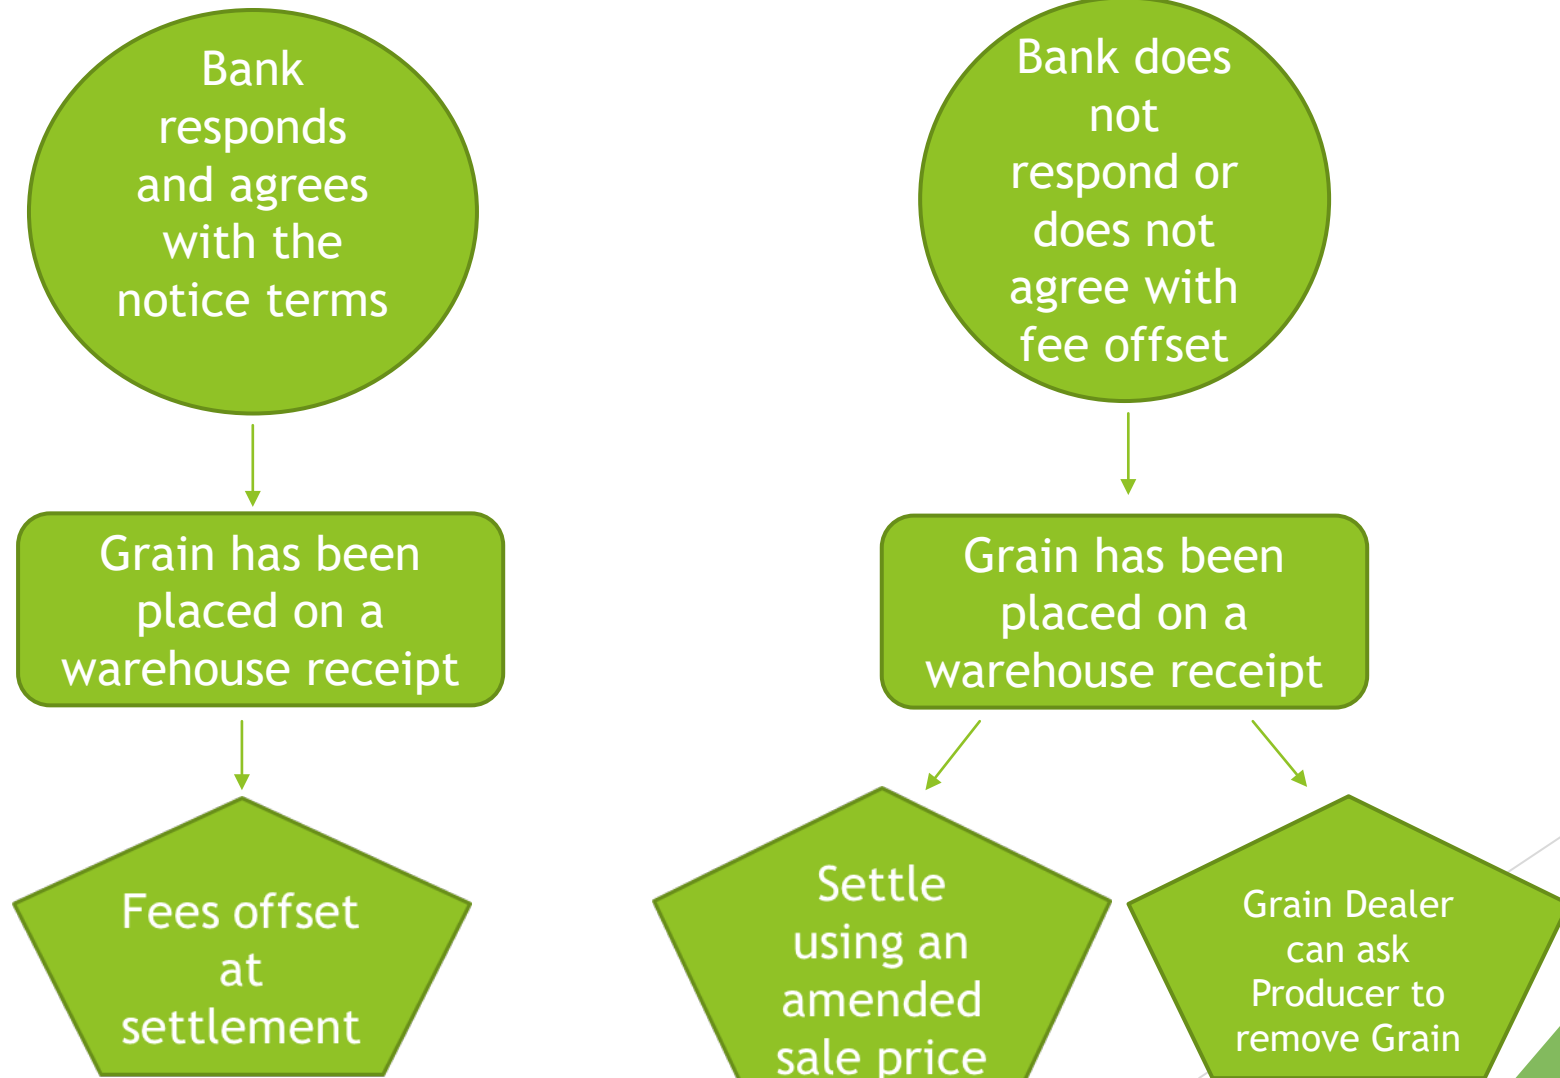 Bank
responds
and agrees
with the
notice terms
Grain has been
placed on a
warehouse receipt
Fees offset
at
settlement
Bank does
not
respond or
does not
agree with
fee offset
Grain has been
placed on a
warehouse receipt
Settle
using an
amended
sale price
Grain Dealer
can ask
Producer to
remove Grain